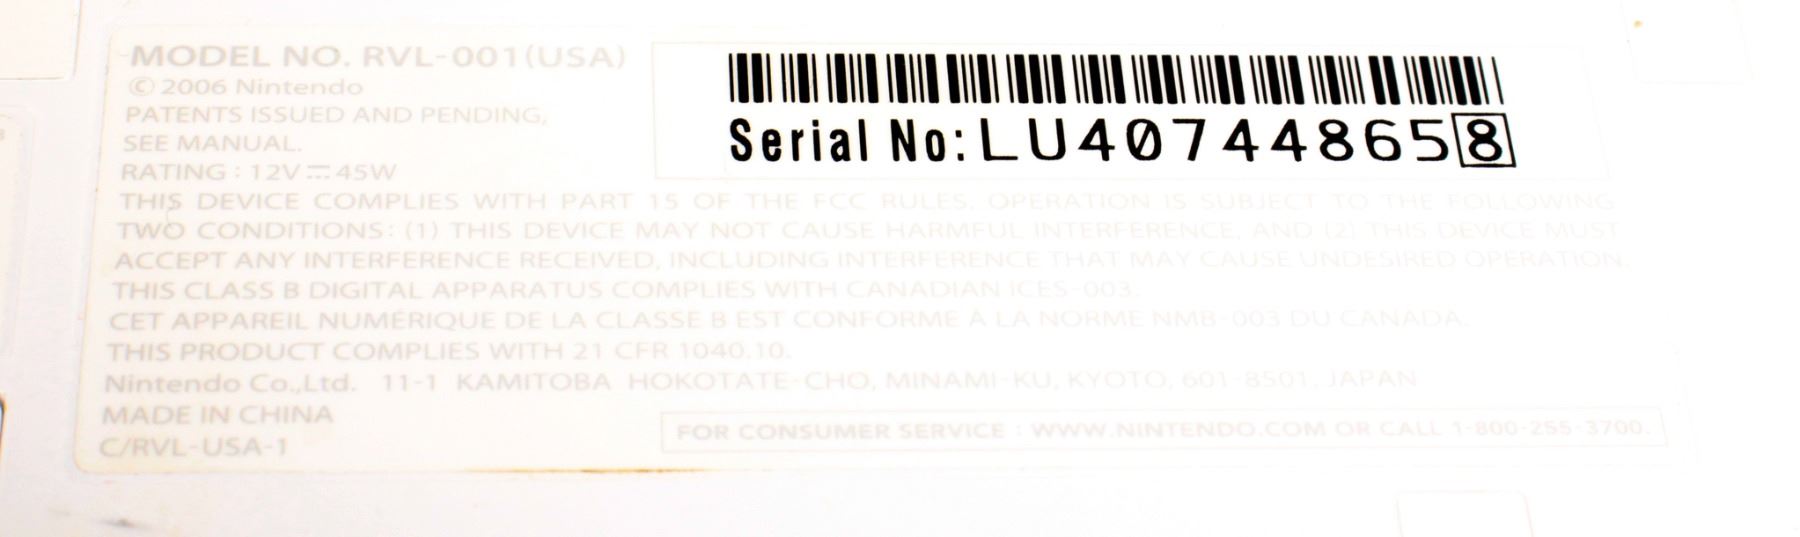 MODEL NO. RVL-001(USA)
© 2006 Nintendo
PATENTS ISSUED AND PENDING,
SEE MANUAL.
RATING : 12V ⎓ 45W
Serial No:LU407448658
THIS DEVICE COMPLIES WITH PART 15 OF THE FCC RULES. OPERATION IS SUBJECT TO THE FOLLOWING
TWO CONDITIONS: (1) THIS DEVICE MAY NOT CAUSE HARMFUL INTERFERENCE, AND (2) THIS DEVICE MUST
ACCEPT ANY INTERFERENCE RECEIVED, INCLUDING INTERFERENCE THAT MAY CAUSE UNDESIRED OPERATION.
THIS CLASS B DIGITAL APPARATUS COMPLIES WITH CANADIAN ICES-003.
CET APPAREIL NUMÉRIQUE DE LA CLASSE B EST CONFORME À LA NORME NMB-003 DU CANADA.
THIS PRODUCT COMPLIES WITH 21 CFR 1040.10.
Nintendo Co.,Ltd. 11-1 KAMITOBA HOKOTATE-CHO, MINAMI-KU, KYOTO, 601-8501, JAPAN
MADE IN CHINA
C/RVL-USA-1
FOR CONSUMER SERVICE : WWW.NINTENDO.COM OR CALL 1-800-255-3700.